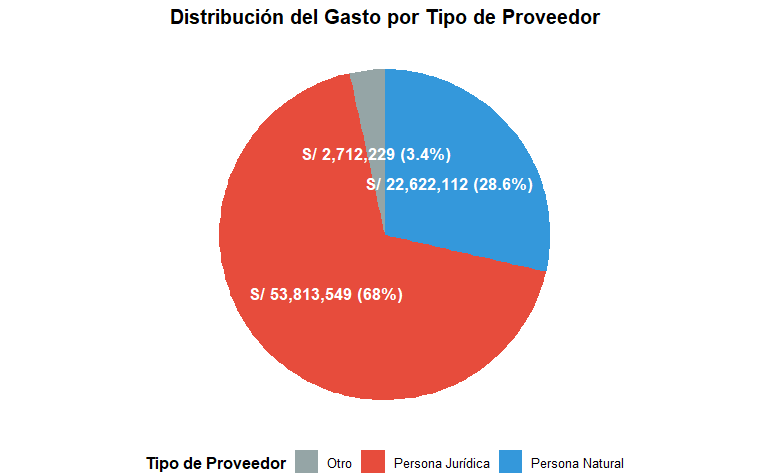 Distribución del Gasto por Tipo de Proveedor
S/ 2,712,229 (3.4%)
S/ 22,622,112 (28.6%)
S/ 53,813,549 (68%)
Tipo de Proveedor Otro Persona Jurídica Persona Natural